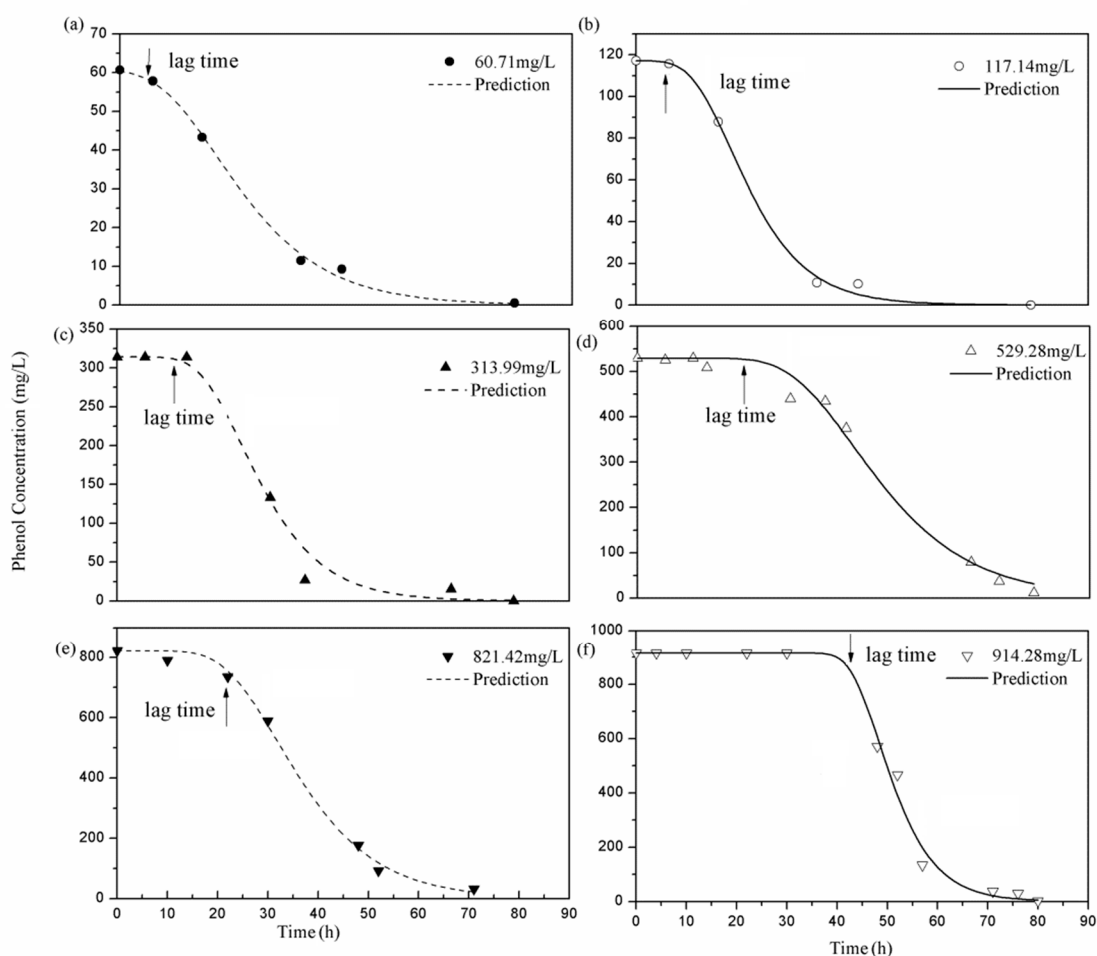 (a)
70
60
50
40
30
20
10
0
lag time
60.71mg/L
Prediction
(b)
120
100
80
60
40
20
0
lag time
117.14mg/L
Prediction
Phenol Concentration (mg/L)
(c)
350
300
250
200
150
100
50
0
lag time
313.99mg/L
Prediction
(d)
600
500
400
300
200
100
0
lag time
529.28mg/L
Prediction
(e)
800
600
400
200
0
lag time
821.42mg/L
Prediction
0 10 20 30 40 50 60 70 80 90
Time (h)
(f)
1000
800
600
400
200
0
lag time
914.28mg/L
Prediction
0 10 20 30 40 50 60 70 80 90
Time (h)